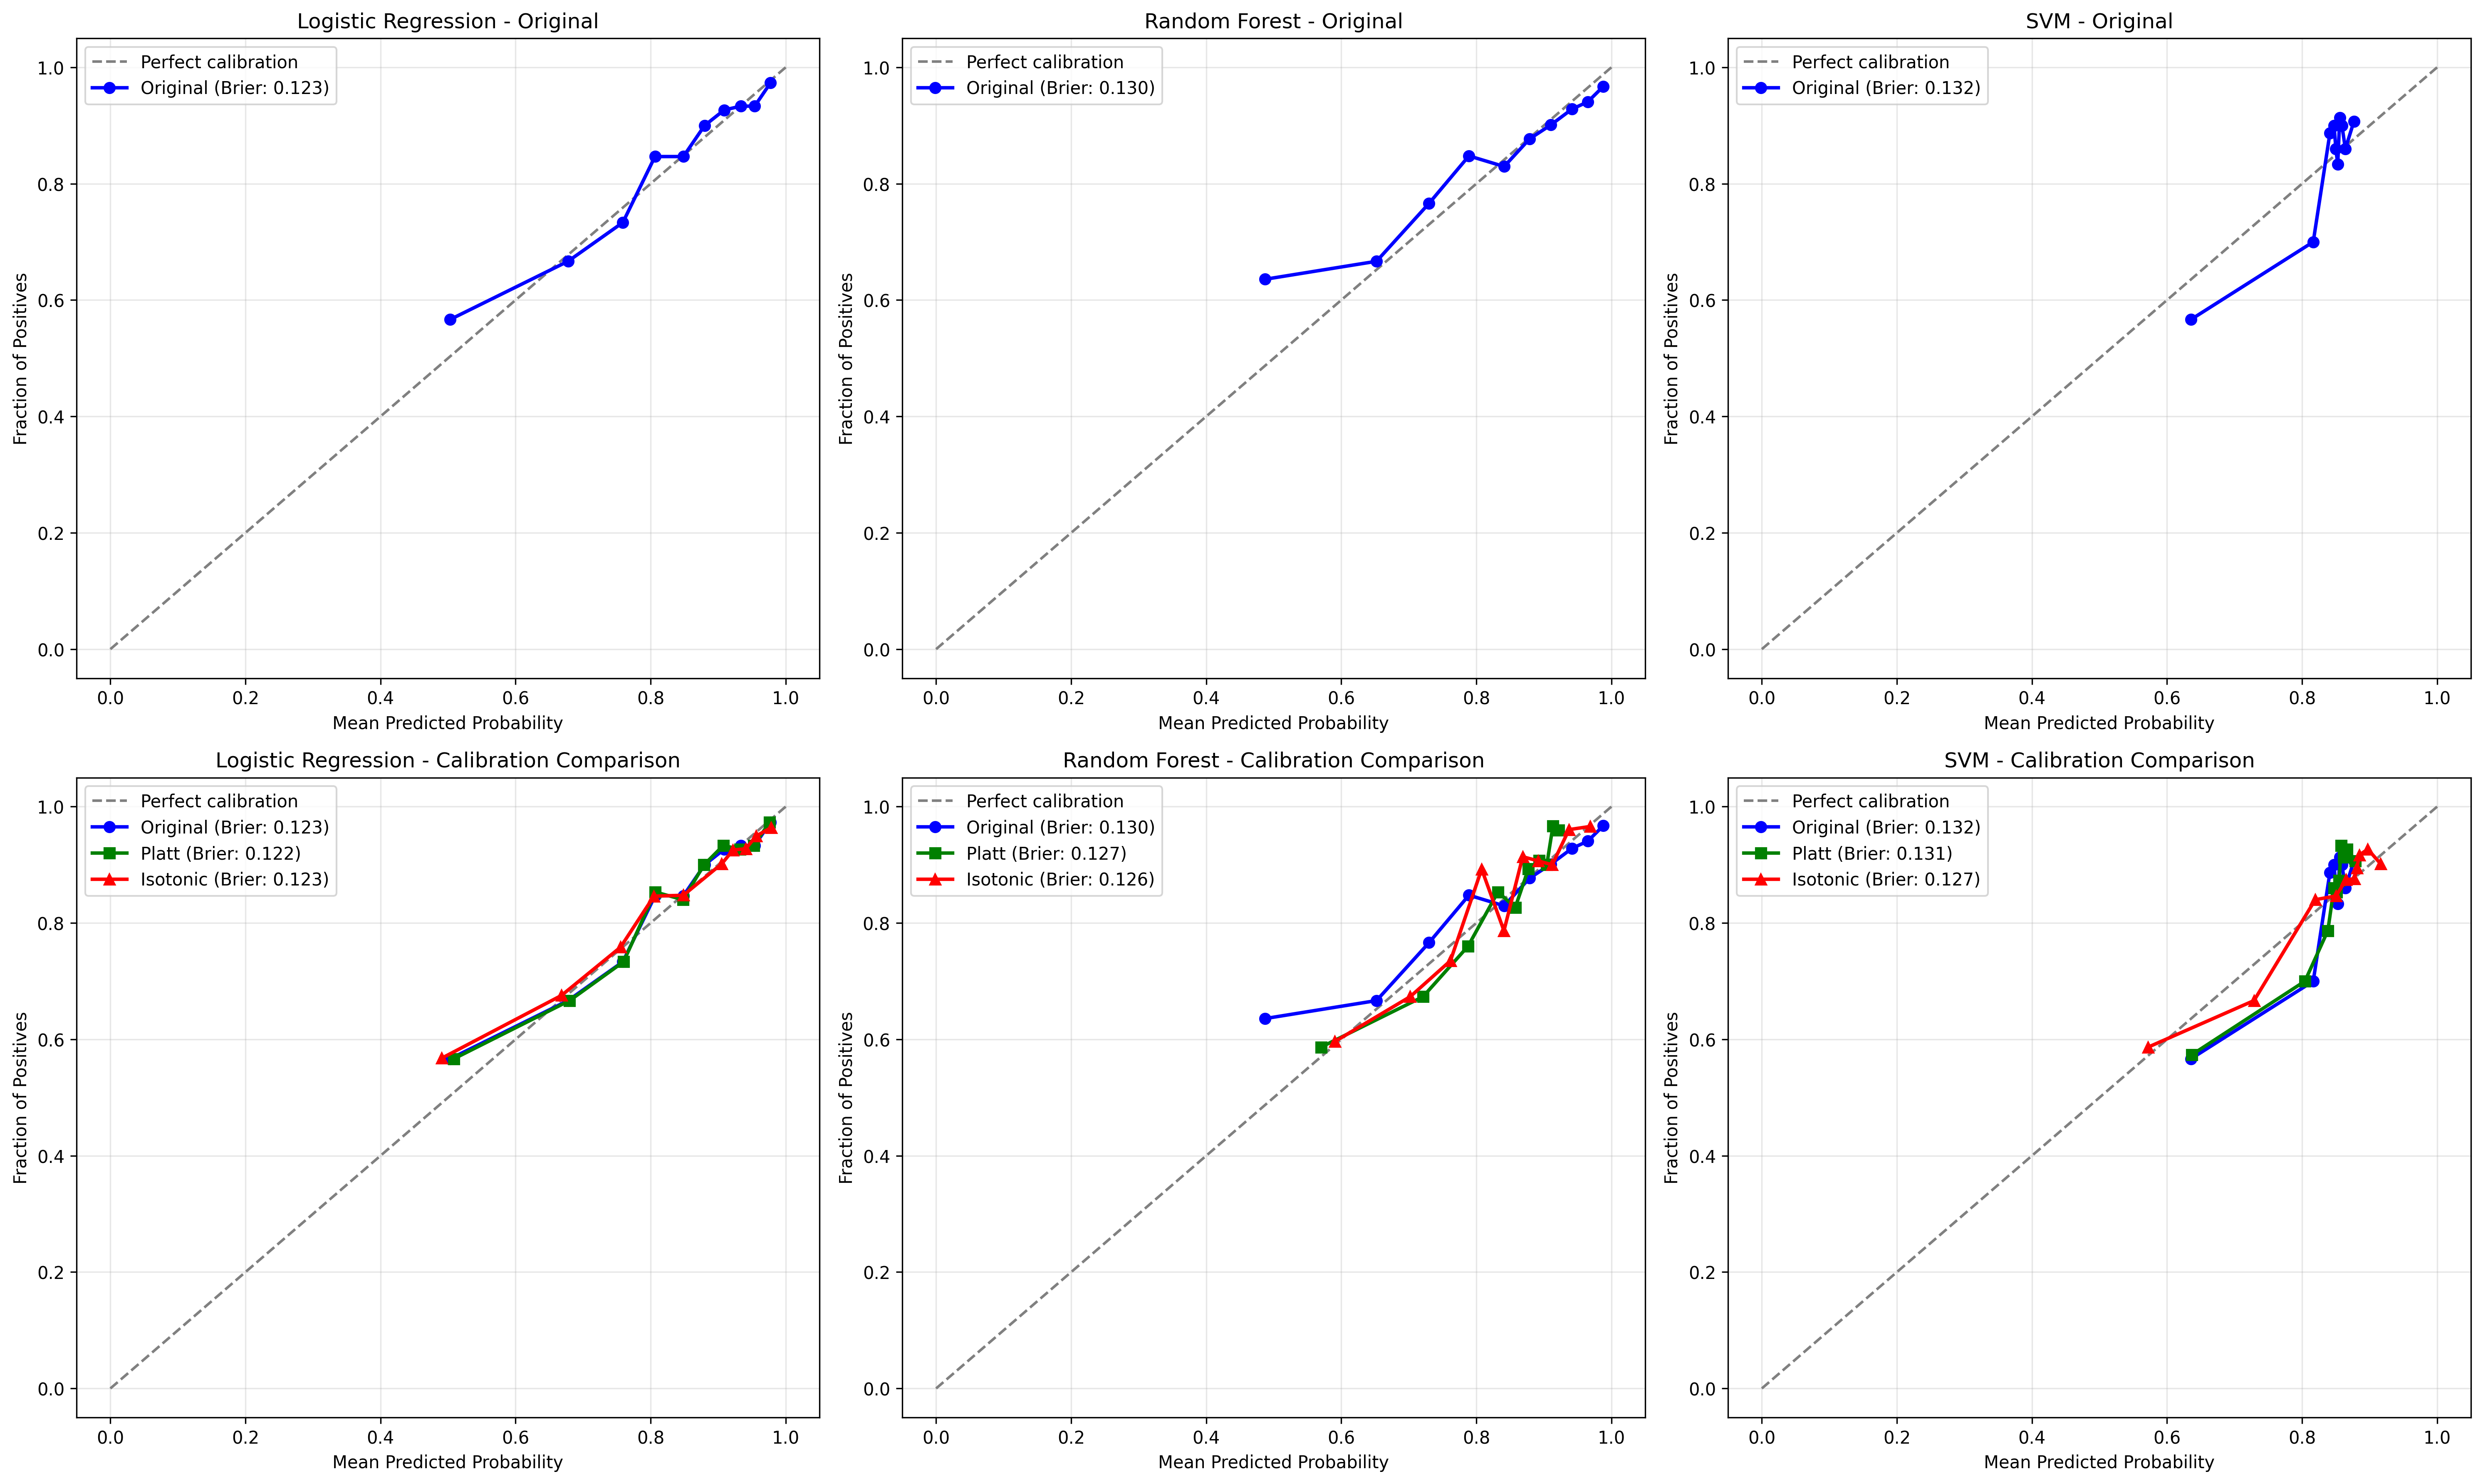 Logistic Regression - Original
Perfect calibration
Original (Brier: 0.123)
1.0
0.8
0.6
0.4
0.2
0.0
Fraction of Positives
0.0 0.2 0.4 0.6 0.8 1.0
Mean Predicted Probability
Random Forest - Original
Perfect calibration
Original (Brier: 0.130)
1.0
0.8
0.6
0.4
0.2
0.0
Fraction of Positives
0.0 0.2 0.4 0.6 0.8 1.0
Mean Predicted Probability
SVM - Original
Perfect calibration
Original (Brier: 0.132)
1.0
0.8
0.6
0.4
0.2
0.0
Fraction of Positives
0.0 0.2 0.4 0.6 0.8 1.0
Mean Predicted Probability
Logistic Regression - Calibration Comparison
Perfect calibration
Original (Brier: 0.123)
Platt (Brier: 0.122)
Isotonic (Brier: 0.123)
1.0
0.8
0.6
0.4
0.2
0.0
Fraction of Positives
0.0 0.2 0.4 0.6 0.8 1.0
Mean Predicted Probability
Random Forest - Calibration Comparison
Perfect calibration
Original (Brier: 0.130)
Platt (Brier: 0.127)
Isotonic (Brier: 0.126)
1.0
0.8
0.6
0.4
0.2
0.0
Fraction of Positives
0.0 0.2 0.4 0.6 0.8 1.0
Mean Predicted Probability
SVM - Calibration Comparison
Perfect calibration
Original (Brier: 0.132)
Platt (Brier: 0.131)
Isotonic (Brier: 0.127)
1.0
0.8
0.6
0.4
0.2
0.0
Fraction of Positives
0.0 0.2 0.4 0.6 0.8 1.0
Mean Predicted Probability